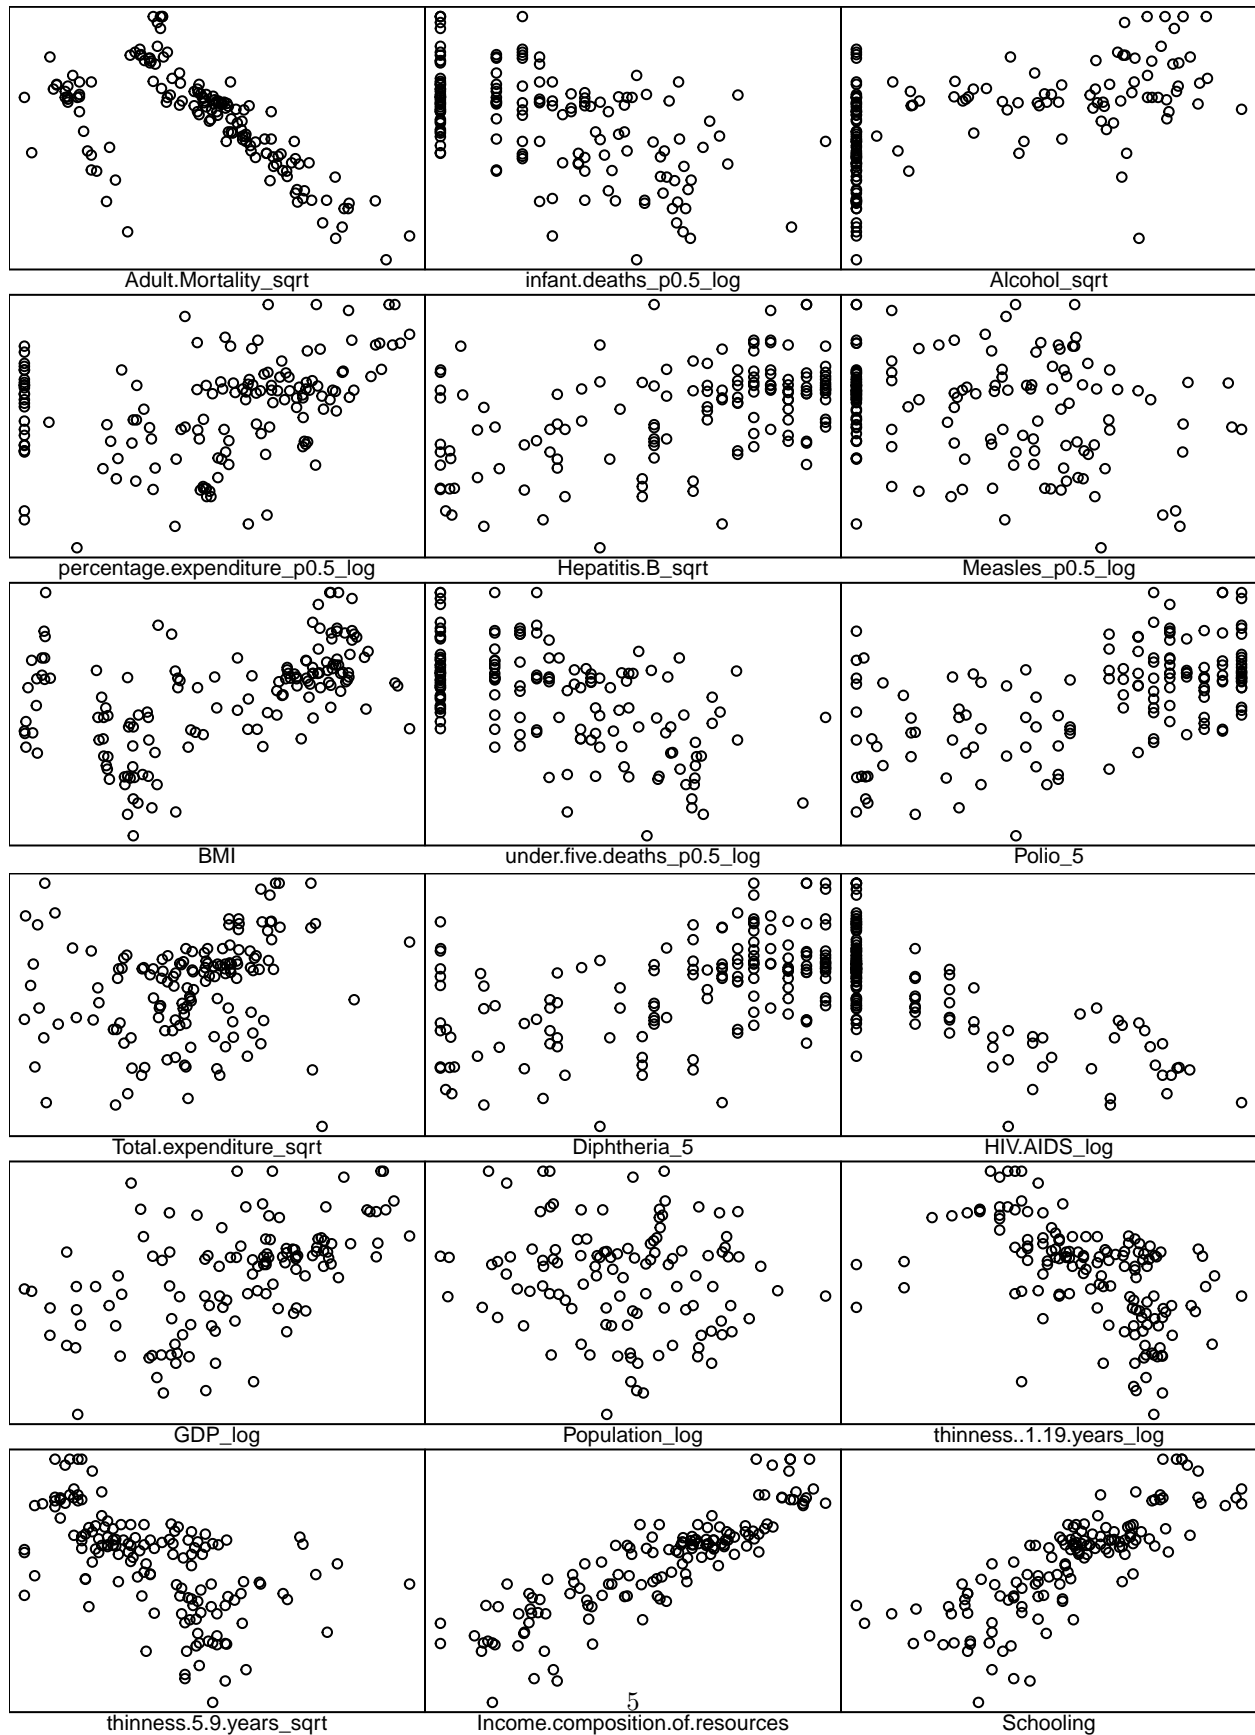 Adult.Mortality_sqrt
infant.deaths_p0.5_log
Alcohol_sqrt
percentage.expenditure_p0.5_log
Hepatitis.B_sqrt
Measles_p0.5_log
BMI
under.five.deaths_p0.5_log
Polio_5
Total.expenditure_sqrt
Diphtheria_5
HIV.AIDS_log
GDP_log
Population_log
thinness..1.19.years_log
5
thinness.5.9.years_sqrt
Income.composition.of.resources
Schooling